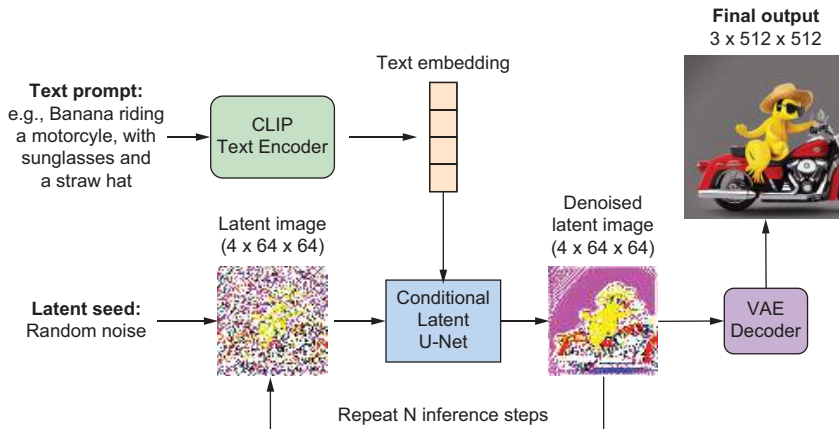 Final output
3 x 512 x 512
Text embedding
Text prompt:
e.g., Banana riding
a motorcyle, with
sunglasses and
a straw hat
CLIP
Text Encoder
Latent image
(4 x 64 x 64)
Denoised
latent image
(4 x 64 x 64)
Latent seed:
Random noise
Conditional
Latent
U-Net
VAE
Decoder
Repeat N inference steps